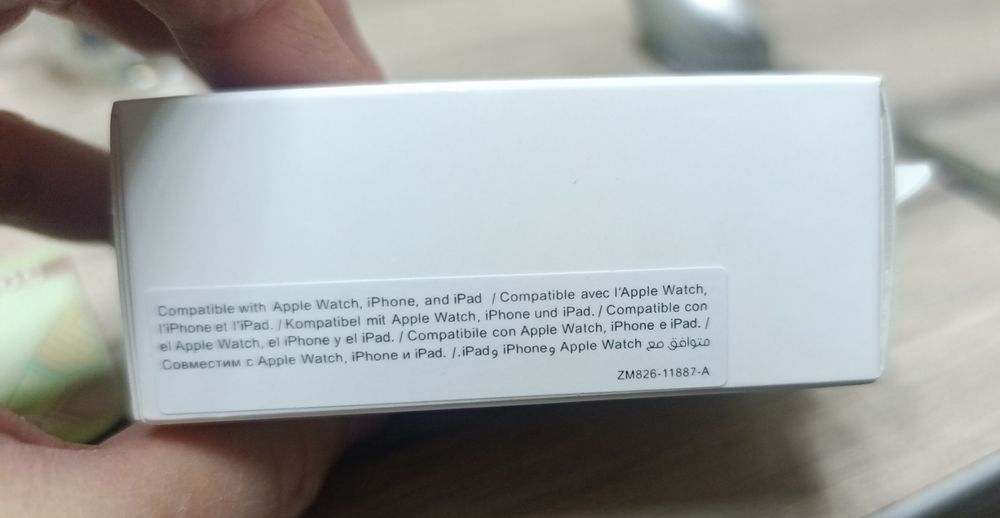 Compatible with Apple Watch, iPhone, and iPad / Compatible avec l'Apple Watch,
l'iPhone et l'iPad. / Kompatibel mit Apple Watch, iPhone und iPad. / Compatible con
el Apple Watch, el iPhone y el iPad. / Compatibile con Apple Watch, iPhone e iPad. /
Совместим с Apple Watch, iPhone и iPad. /.iPadو iPhoneو Apple Watch متوافق مع
ZM826-11887-A